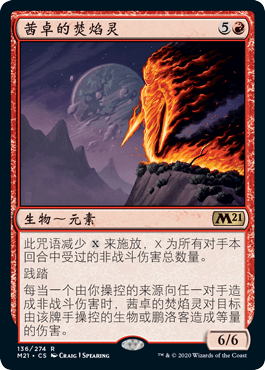 茜卓的焚焰灵 5
生物～元素 M21
此咒语减少 X 来施放，X 为所有对手本
回合中受过的非战斗伤害总数量。
践踏
每当一个由你操控的来源向任一对手造
成非战斗伤害时，茜卓的焚焰灵对目标
由该牌手操控的生物或鹏洛客造成等量
的伤害。
6/6
136/274 R
M21 • CS CRAIG J SPEARING ™ & © 2020 Wizards of the Coast